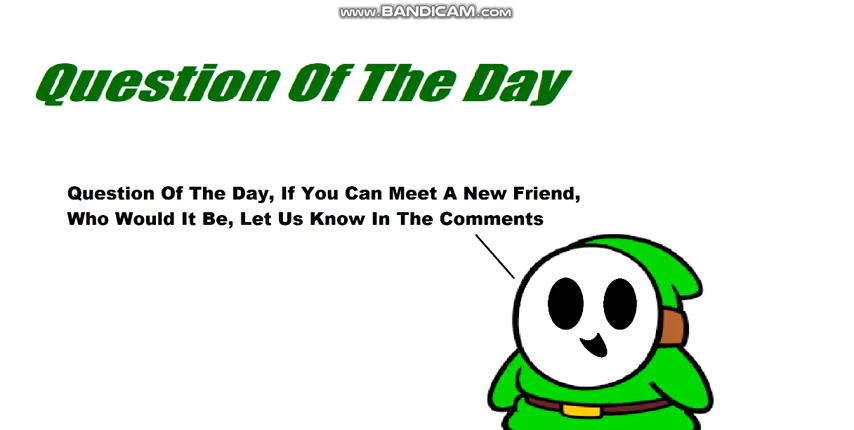 www.BANDICAM.com
Question Of The Day
Question Of The Day, If You Can Meet A New Friend,
Who Would It Be, Let Us Know In The Comments